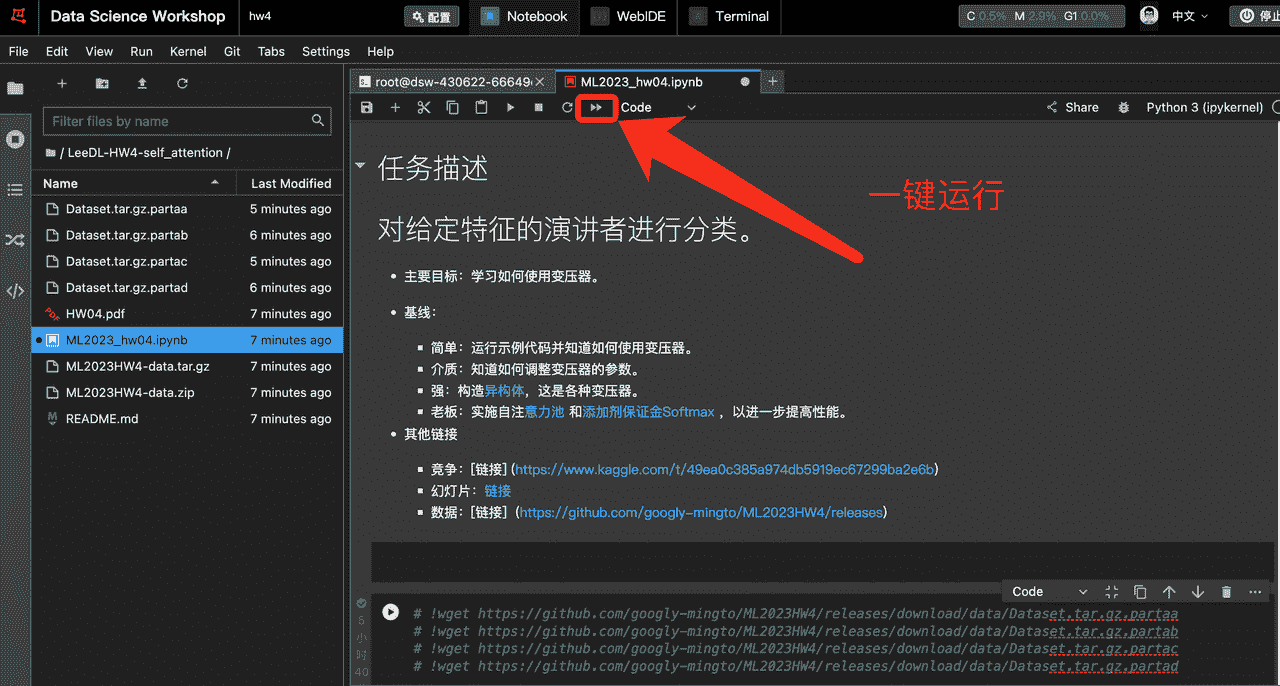 Data Science Workshop
hw4
配置
Notebook
WebIDE
Terminal
C 0.5% M 2.9% G1 0.0%
中文
停止
File Edit View Run Kernel Git Tabs Settings Help
root@dsw-430622-66649
ML2023_hw04.ipynb
Code
Share
Python 3 (ipykernel)
Filter files by name
/ LeeDL-HW4-self_attention /
Name Last Modified
Dataset.tar.gz.partaa 5 minutes ago
Dataset.tar.gz.partab 6 minutes ago
Dataset.tar.gz.partac 5 minutes ago
Dataset.tar.gz.partad 6 minutes ago
HW04.pdf 7 minutes ago
ML2023_hw04.ipynb 7 minutes ago
ML2023HW4-data.tar.gz 7 minutes ago
ML2023HW4-data.zip 7 minutes ago
README.md 7 minutes ago
任务描述
一键运行
对给定特征的演讲者进行分类。
主要目标：学习如何使用变压器。
基线：
简单：运行示例代码并知道如何使用变压器。
介质：知道如何调整变压器的参数。
强：构造异构体，这是各种变压器。
老板：实施自注意力池 和添加剂保证金Softmax ，以进一步提高性能。
其他链接
竞争：[链接] (https://www.kaggle.com/t/49ea0c385a974db5919ec67299ba2e6b)
幻灯片：链接
数据：[链接]（https://github.com/googly-mingto/ML2023HW4/releases)
Code
5
小
时
40
# !wget https://github.com/googly-mingto/ML2023HW4/releases/download/data/Dataset.tar.gz.partaa
# !wget https://github.com/googly-mingto/ML2023HW4/releases/download/data/Dataset.tar.gz.partab
# !wget https://github.com/googly-mingto/ML2023HW4/releases/download/data/Dataset.tar.gz.partac
# !wget https://github.com/googly-mingto/ML2023HW4/releases/download/data/Dataset.tar.gz.partad